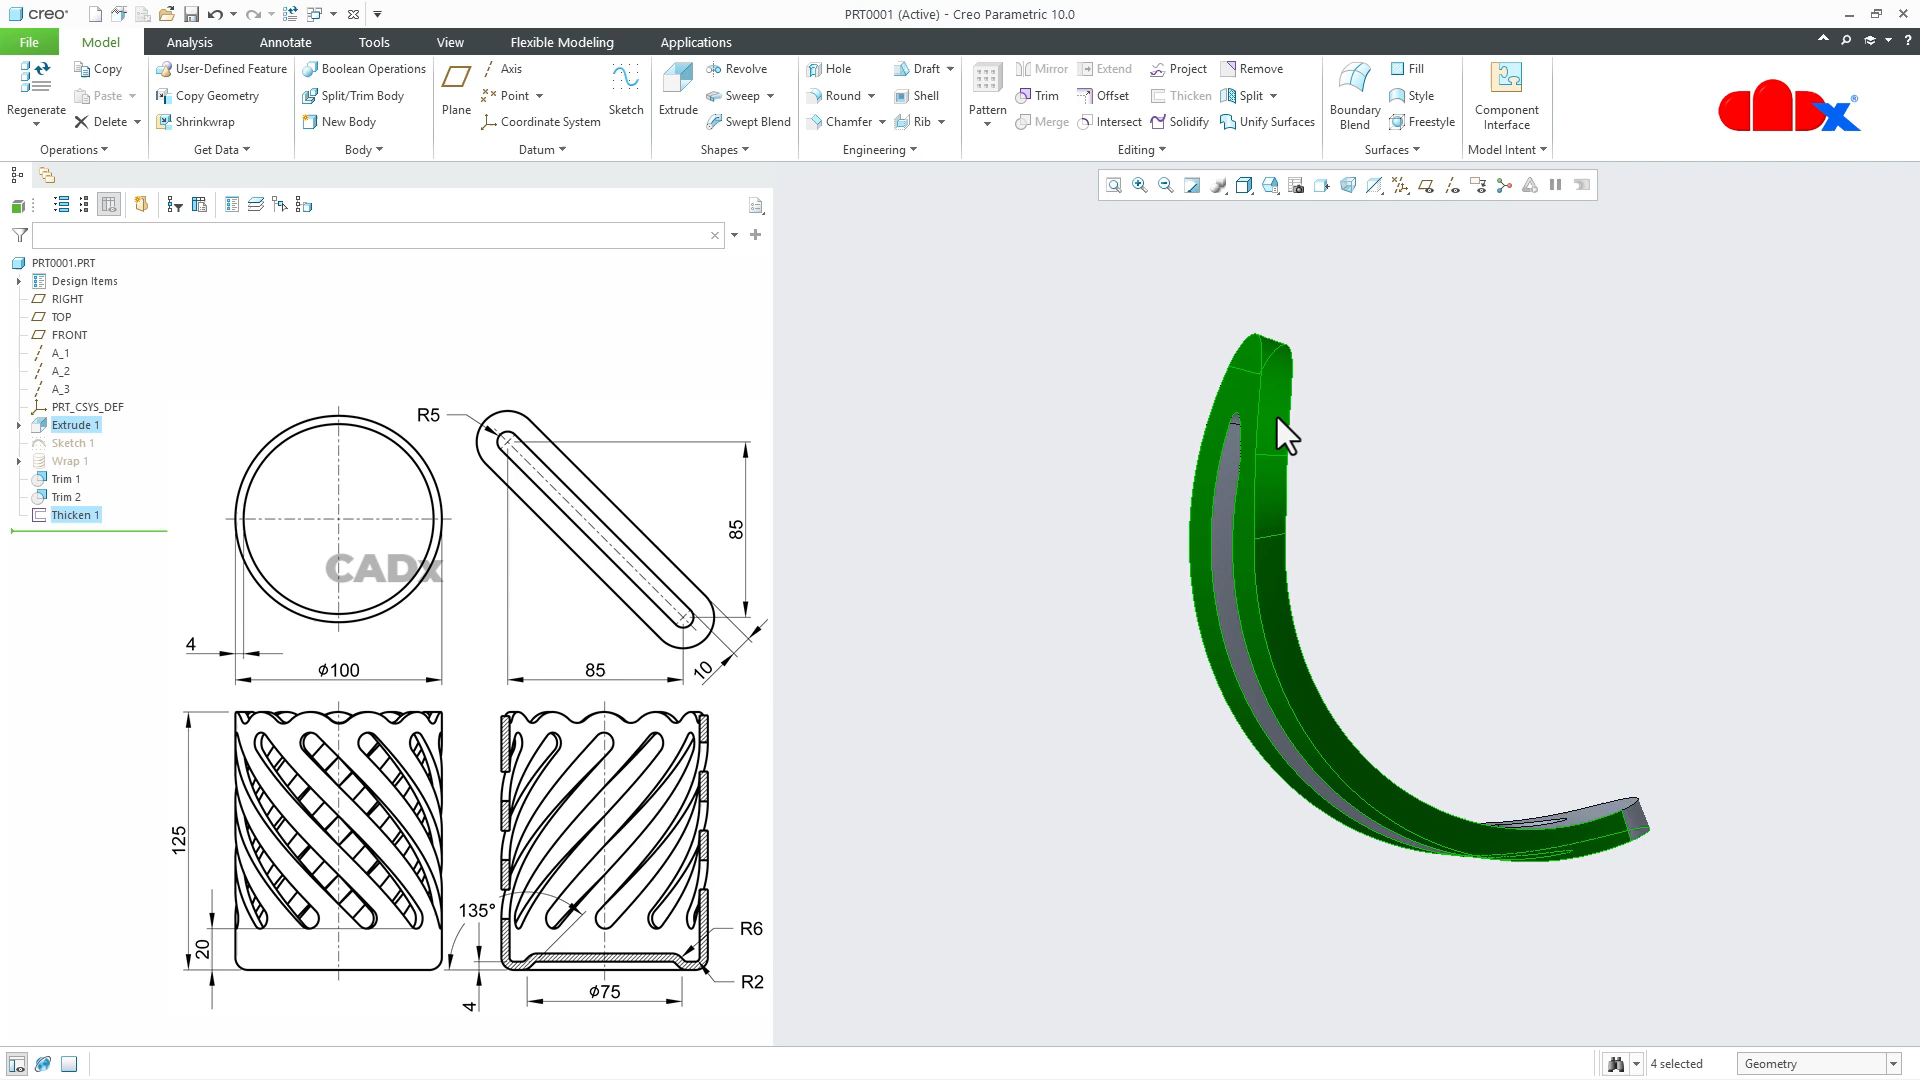 creo
PRT0001 (Active) - Creo Parametric 10.0
File Model Analysis Annotate Tools View Flexible Modeling Applications
Regenerate
Copy
Paste
Delete
Operations
User-Defined Feature
Copy Geometry
Shrinkwrap
Get Data
Boolean Operations
Split/Trim Body
New Body
Body
Plane
Axis
Point
Coordinate System
Sketch
Datum
Extrude
Revolve
Sweep
Swept Blend
Shapes
Hole
Round
Chamfer
Draft
Shell
Rib
Engineering
Pattern
Mirror
Trim
Merge
Extend
Offset
Intersect
Project
Thicken
Solidify
Remove
Split
Unify Surfaces
Editing
Boundary
Blend
Fill
Style
Freestyle
Surfaces
Component
Interface
Model Intent
CADx®
PRT0001.PRT
Design Items
RIGHT
TOP
FRONT
A_1
A_2
A_3
PRT_CSYS_DEF
Extrude 1
Sketch 1
Wrap 1
Trim 1
Trim 2
Thicken 1
R5
85
CADx
4
ϕ100
85
10
125
20
135°
4
ϕ75
R6
R2
4 selected
Geometry